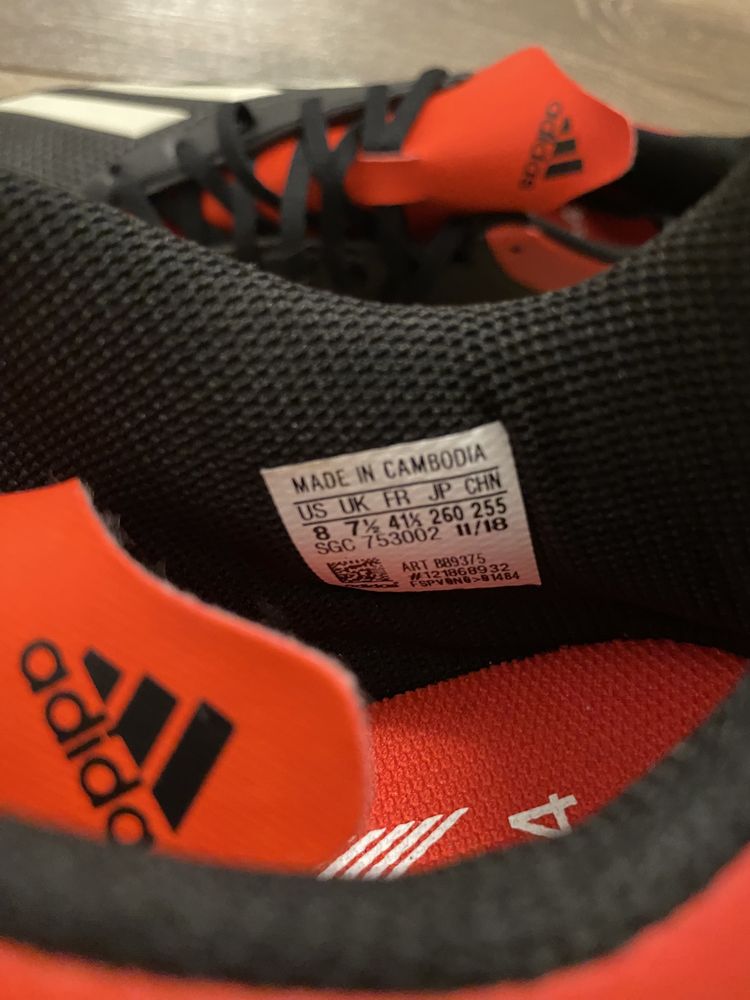 adidas
MADE IN CAMBODIA
US UK FR JP CHN
8 7½ 41⅓ 260 255
SGC 753002 11/18
ART BB9375
#121868932
adidas
4